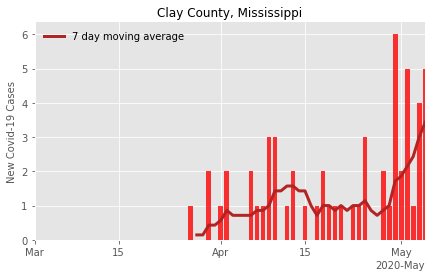 Clay County, Mississippi
7 day moving average
New Covid-19 Cases
6
5
4
3
2
1
0
Mar 15 Apr 15 May
2020-May